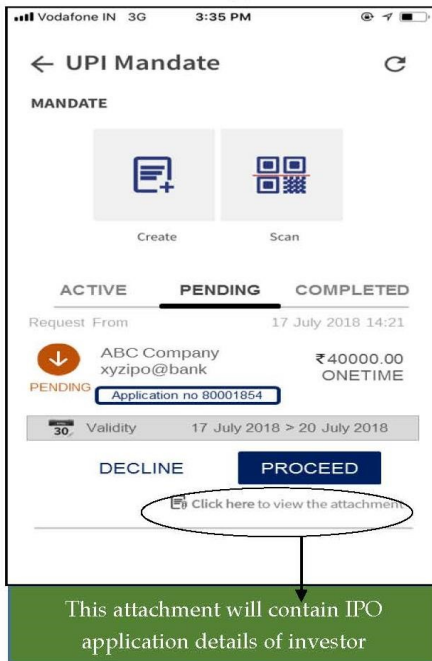 Vodafone IN 3G 3:35 PM
← UPI Mandate
MANDATE
Create Scan
ACTIVE PENDING COMPLETED
Request From 17 July 2018 14:21
ABC Company ₹40000.00
xyzipo@bank ONETIME
PENDING
Application no 80001854
30 Validity 17 July 2018 > 20 July 2018
DECLINE PROCEED
Click here to view the attachment
This attachment will contain IPO
application details of investor